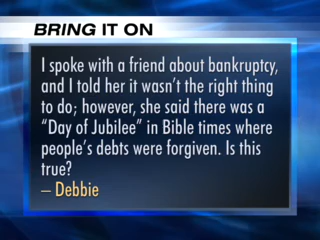 BRING IT ON
I spoke with a friend about bankruptcy,
and I told her it wasn't the right thing
to do; however, she said there was a
“Day of Jubilee” in Bible times where
people's debts were forgiven. Is this
true?
– Debbie